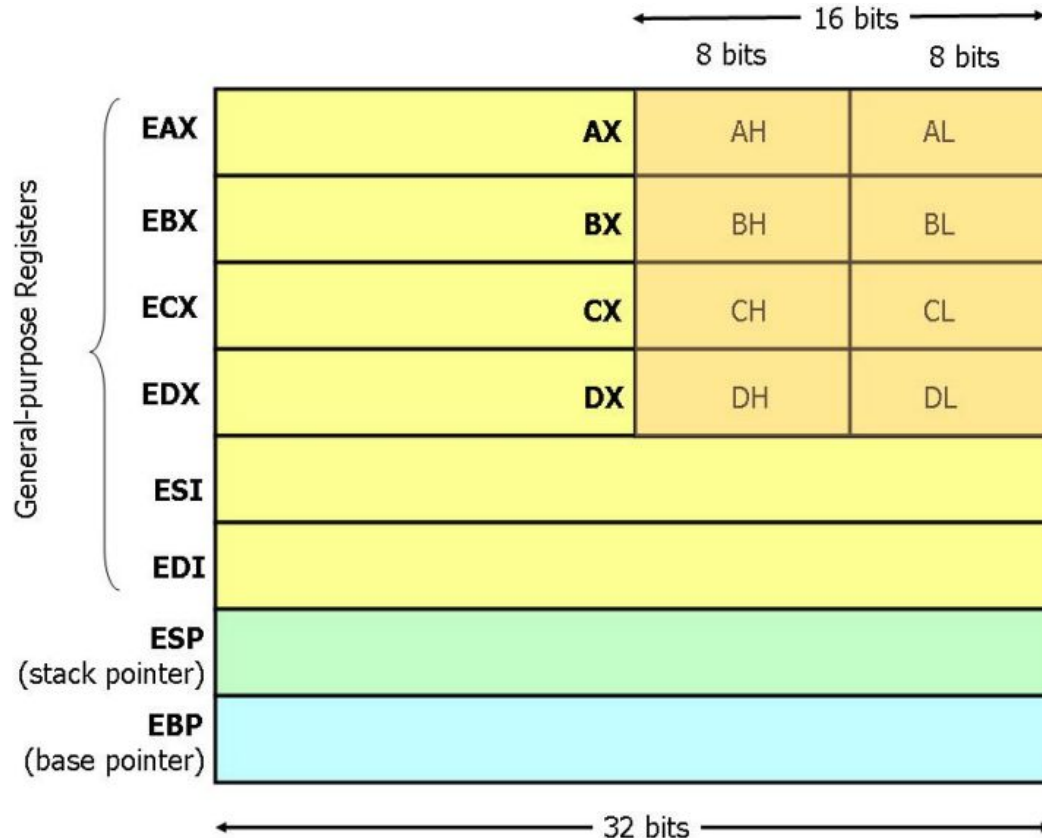 16 bits
8 bits 8 bits
EAX AX AH AL
EBX BX BH BL
ECX CX CH CL
EDX DX DH DL
General-purpose Registers
ESI
EDI
ESP
(stack pointer)
EBP
(base pointer)
32 bits